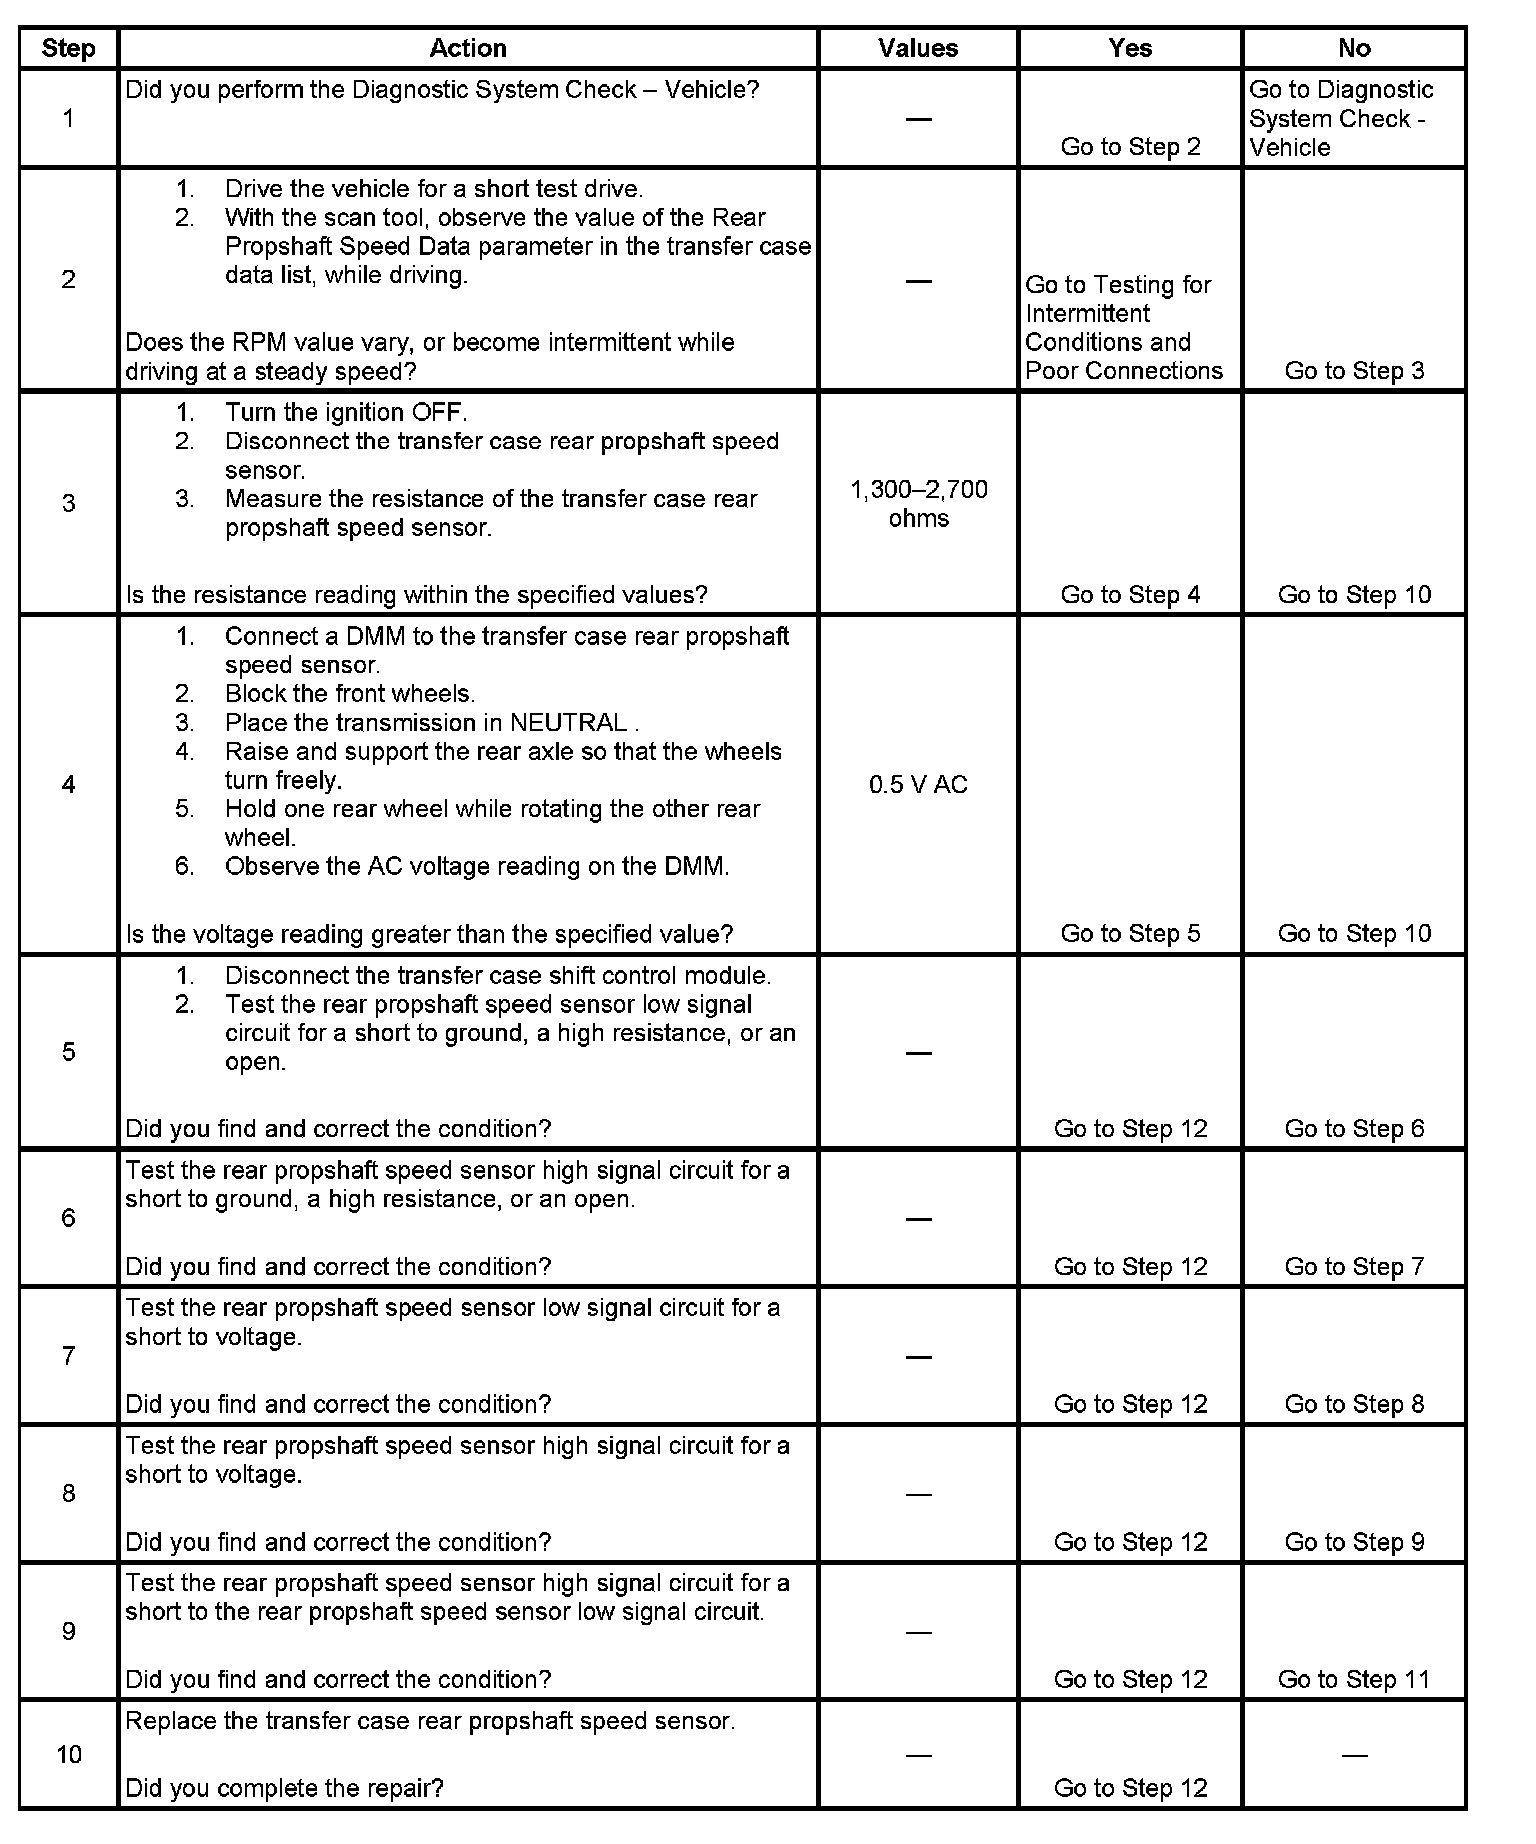 Step Action Values Yes No
1
Did you perform the Diagnostic System Check – Vehicle?
—
Go to Step 2
Go to Diagnostic
System Check -
Vehicle
2
1. Drive the vehicle for a short test drive.
2. With the scan tool, observe the value of the Rear
Propshaft Speed Data parameter in the transfer case
data list, while driving.
Does the RPM value vary, or become intermittent while
driving at a steady speed?
—
Go to Testing for
Intermittent
Conditions and
Poor Connections
Go to Step 3
3
1. Turn the ignition OFF.
2. Disconnect the transfer case rear propshaft speed
sensor.
3. Measure the resistance of the transfer case rear
propshaft speed sensor.
Is the resistance reading within the specified values?
1,300–2,700
ohms
Go to Step 4
Go to Step 10
4
1. Connect a DMM to the transfer case rear propshaft
speed sensor.
2. Block the front wheels.
3. Place the transmission in NEUTRAL .
4. Raise and support the rear axle so that the wheels
turn freely.
5. Hold one rear wheel while rotating the other rear
wheel.
6. Observe the AC voltage reading on the DMM.
Is the voltage reading greater than the specified value?
0.5 V AC
Go to Step 5
Go to Step 10
5
1. Disconnect the transfer case shift control module.
2. Test the rear propshaft speed sensor low signal
circuit for a short to ground, a high resistance, or an
open.
Did you find and correct the condition?
—
Go to Step 12
Go to Step 6
6
Test the rear propshaft speed sensor high signal circuit for a
short to ground, a high resistance, or an open.
Did you find and correct the condition?
—
Go to Step 12
Go to Step 7
7
Test the rear propshaft speed sensor low signal circuit for a
short to voltage.
Did you find and correct the condition?
—
Go to Step 12
Go to Step 8
8
Test the rear propshaft speed sensor high signal circuit for a
short to voltage.
Did you find and correct the condition?
—
Go to Step 12
Go to Step 9
9
Test the rear propshaft speed sensor high signal circuit for a
short to the rear propshaft speed sensor low signal circuit.
Did you find and correct the condition?
—
Go to Step 12
Go to Step 11
10
Replace the transfer case rear propshaft speed sensor.
Did you complete the repair?
—
Go to Step 12
—